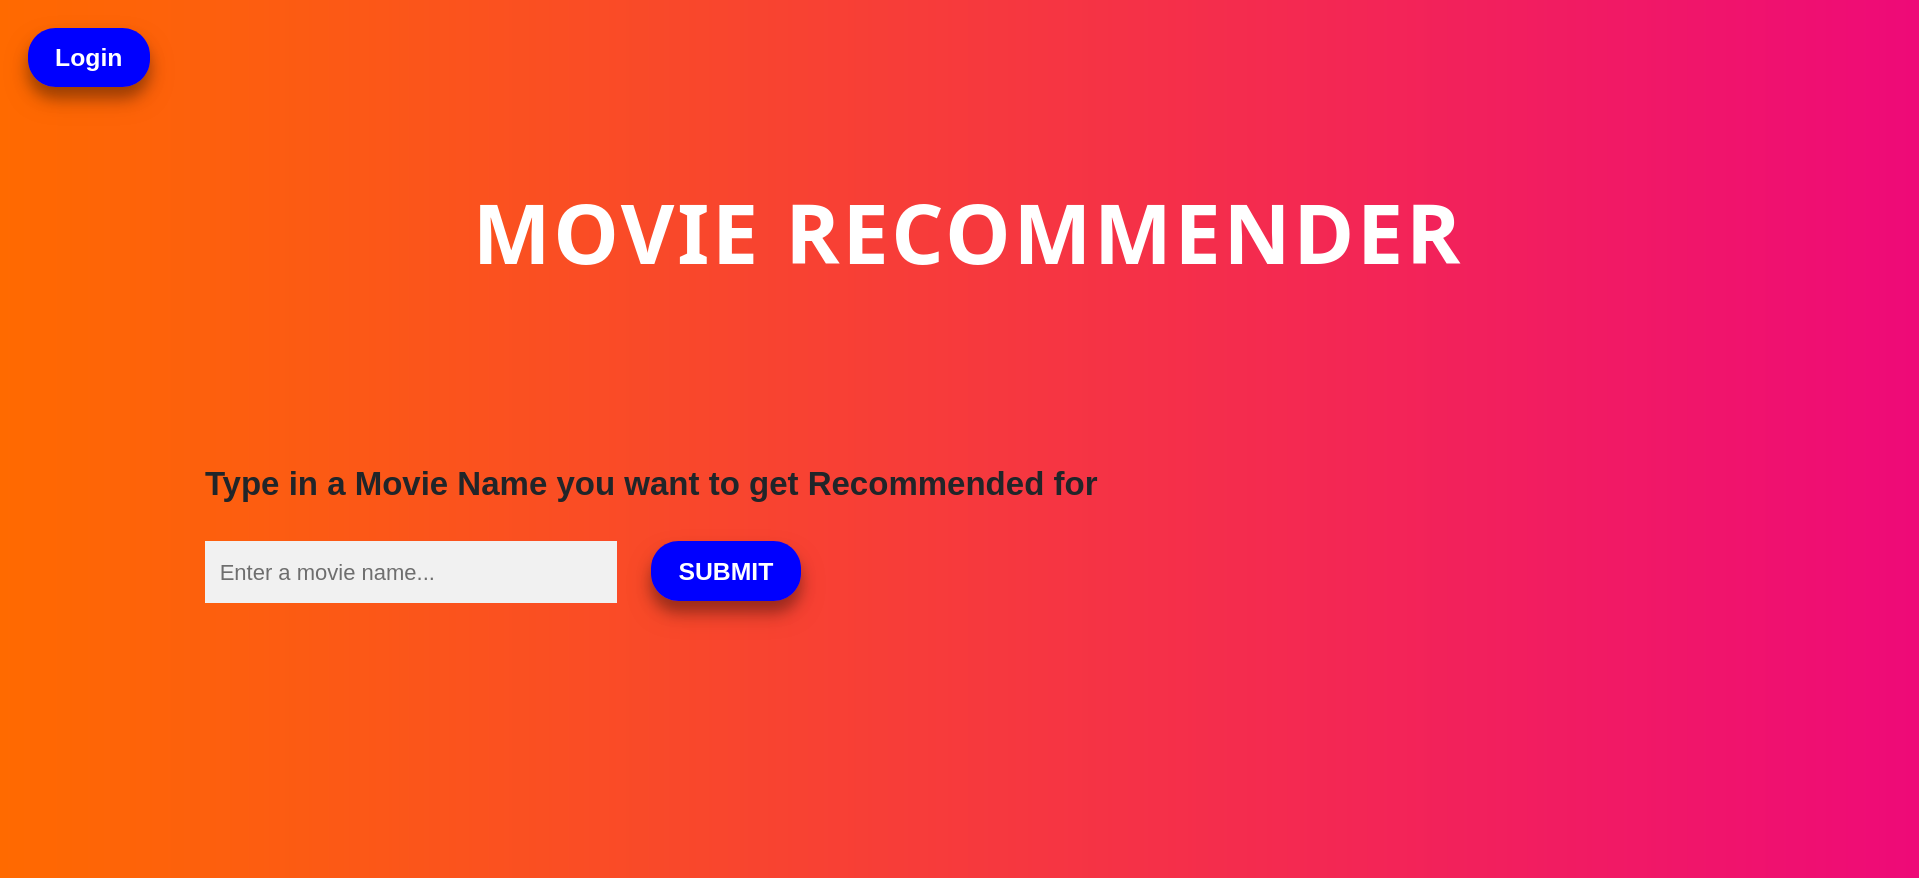 Login
MOVIE RECOMMENDER
Type in a Movie Name you want to get Recommended for
Enter a movie name...
SUBMIT